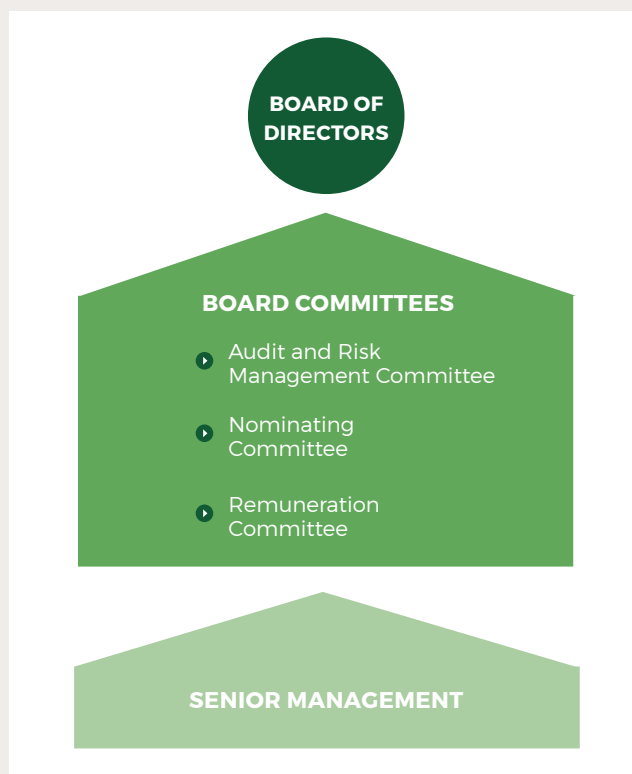 BOARD OF
DIRECTORS
BOARD COMMITTEES
Audit and Risk
Management Committee
Nominating
Committee
Remuneration
Committee
SENIOR MANAGEMENT